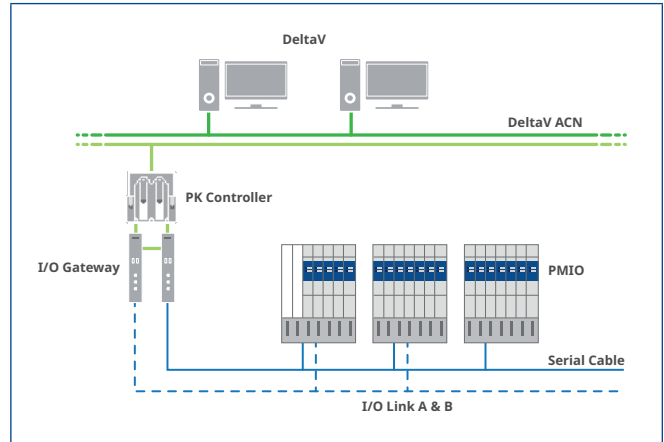 DeltaV
DeltaV ACN
PK Controller
I/O Gateway
PMIO
Serial Cable
I/O Link A & B